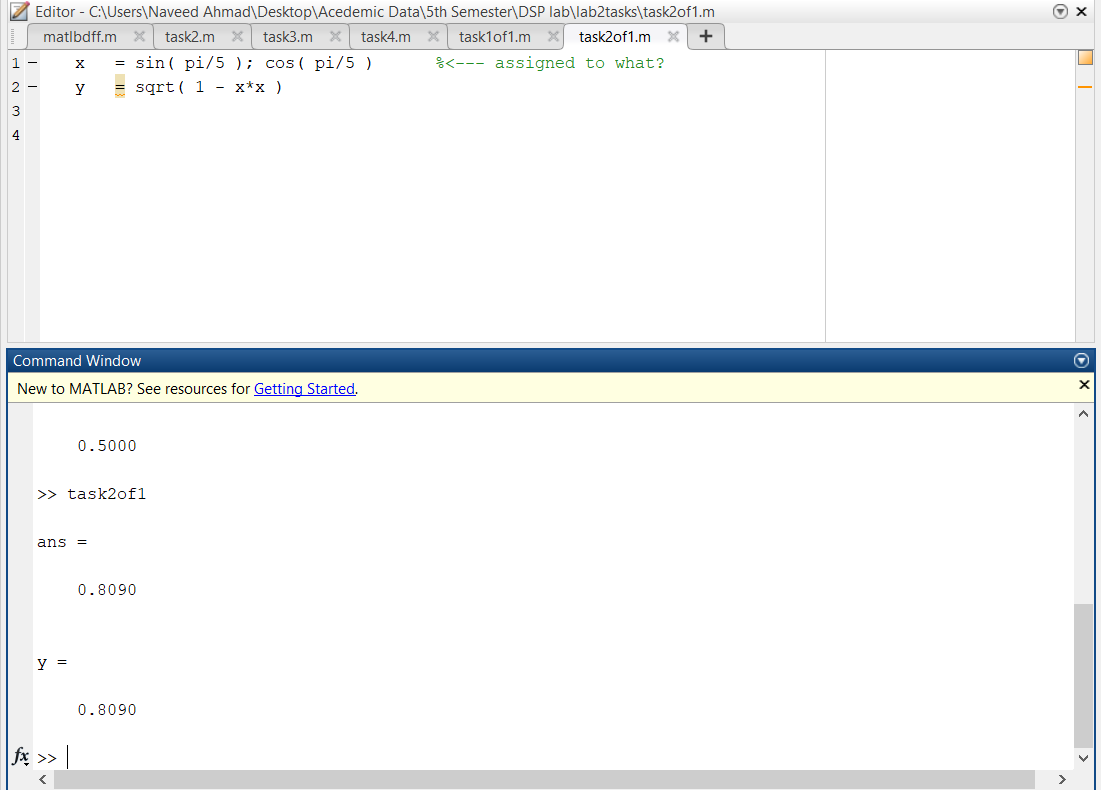 Editor - C:\Users\Naveed Ahmad\Desktop\Acedemic Data\5th Semester\DSP lab\lab2tasks\task2of1.m
matlbdff.m task2.m task3.m task4.m task1of1.m task2of1.m +
1 - x = sin( pi/5 ); cos( pi/5 ) %<--- assigned to what?
2 - y = sqrt( 1 - x*x )
3
4
Command Window
New to MATLAB? See resources for Getting Started.
0.5000
>> task2of1
ans =
0.8090
y =
0.8090
fx >>